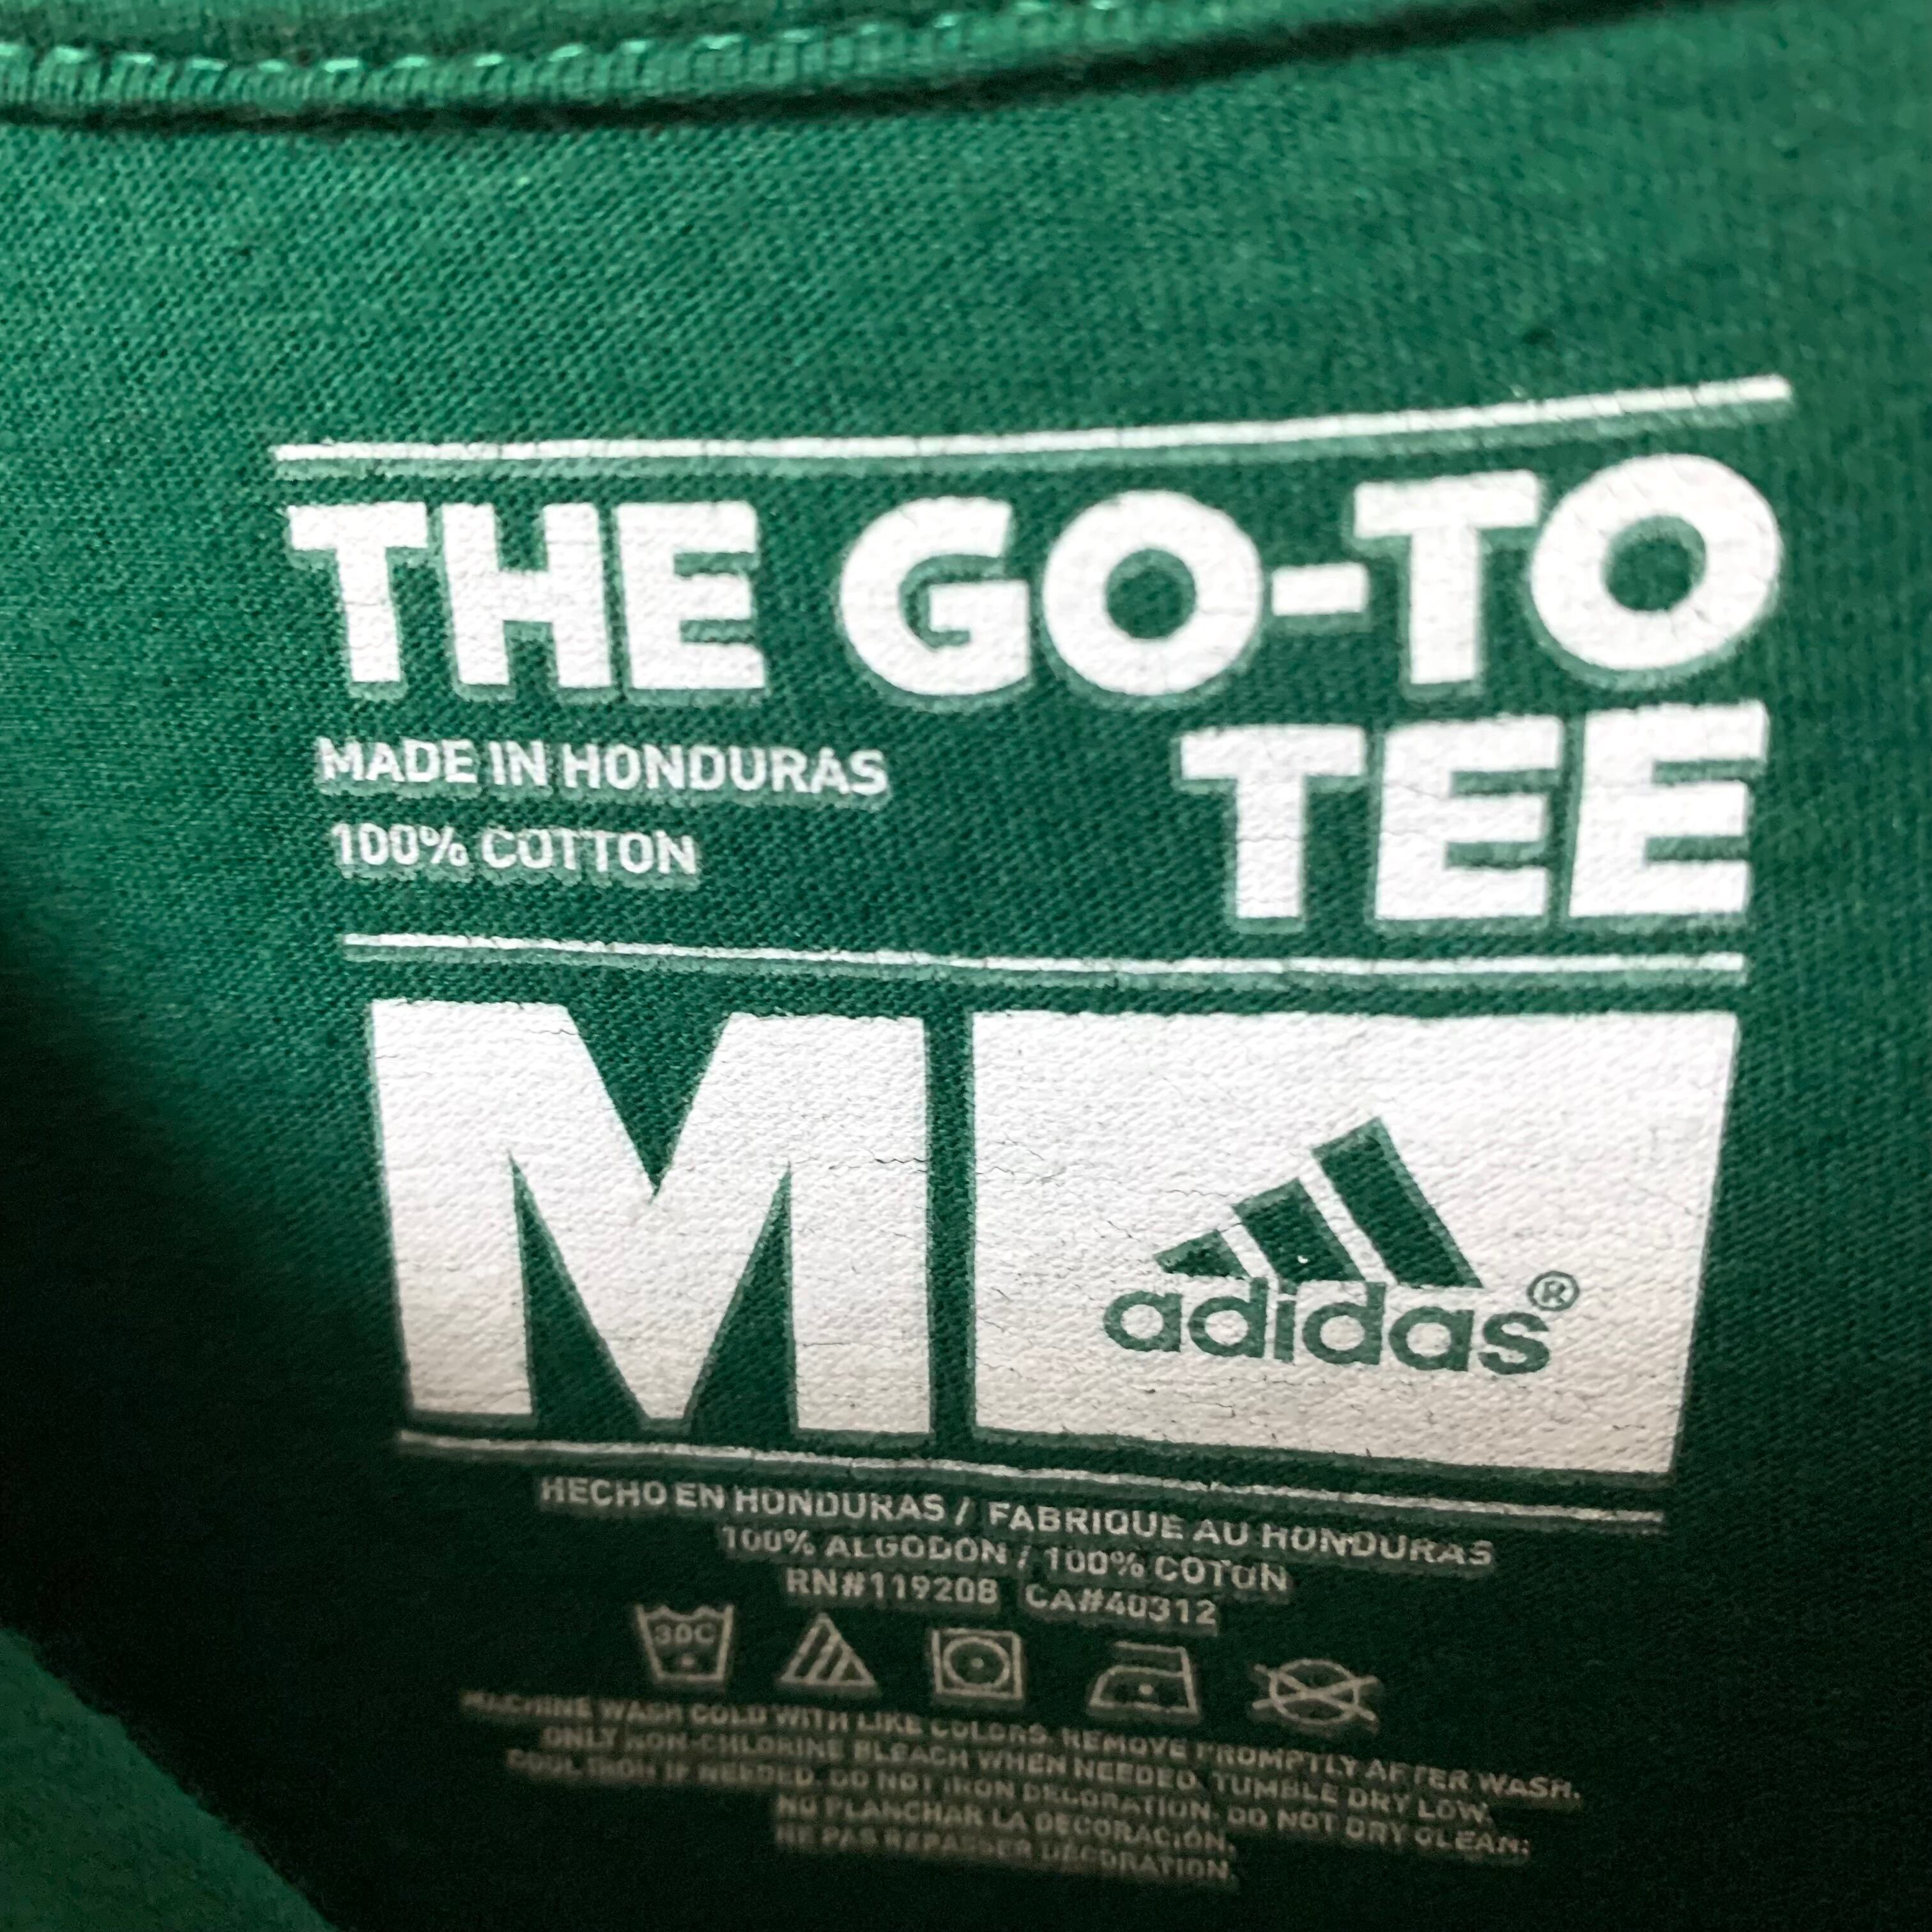 THE GO-TO
TEE
MADE IN HONDURAS
100% COTTON
M
adidas®
HECHO EN HONDURAS / FABRIQUE AU HONDURAS
100% ALGODON / 100% COTON
RN#119208 CA#40312
30C
MACHINE WASH COLD WITH LIKE COLORS. REMOVE PROMPTLY AFTER WASH.
ONLY NON-CHLORINE BLEACH WHEN NEEDED. TUMBLE DRY LOW.
COOL IRON IF NEEDED. DO NOT IRON DECORATION. DO NOT DRY CLEAN.
NO PLANCHAR LA DECORACIÓN.
NE PAS REPASSER DECORATION.